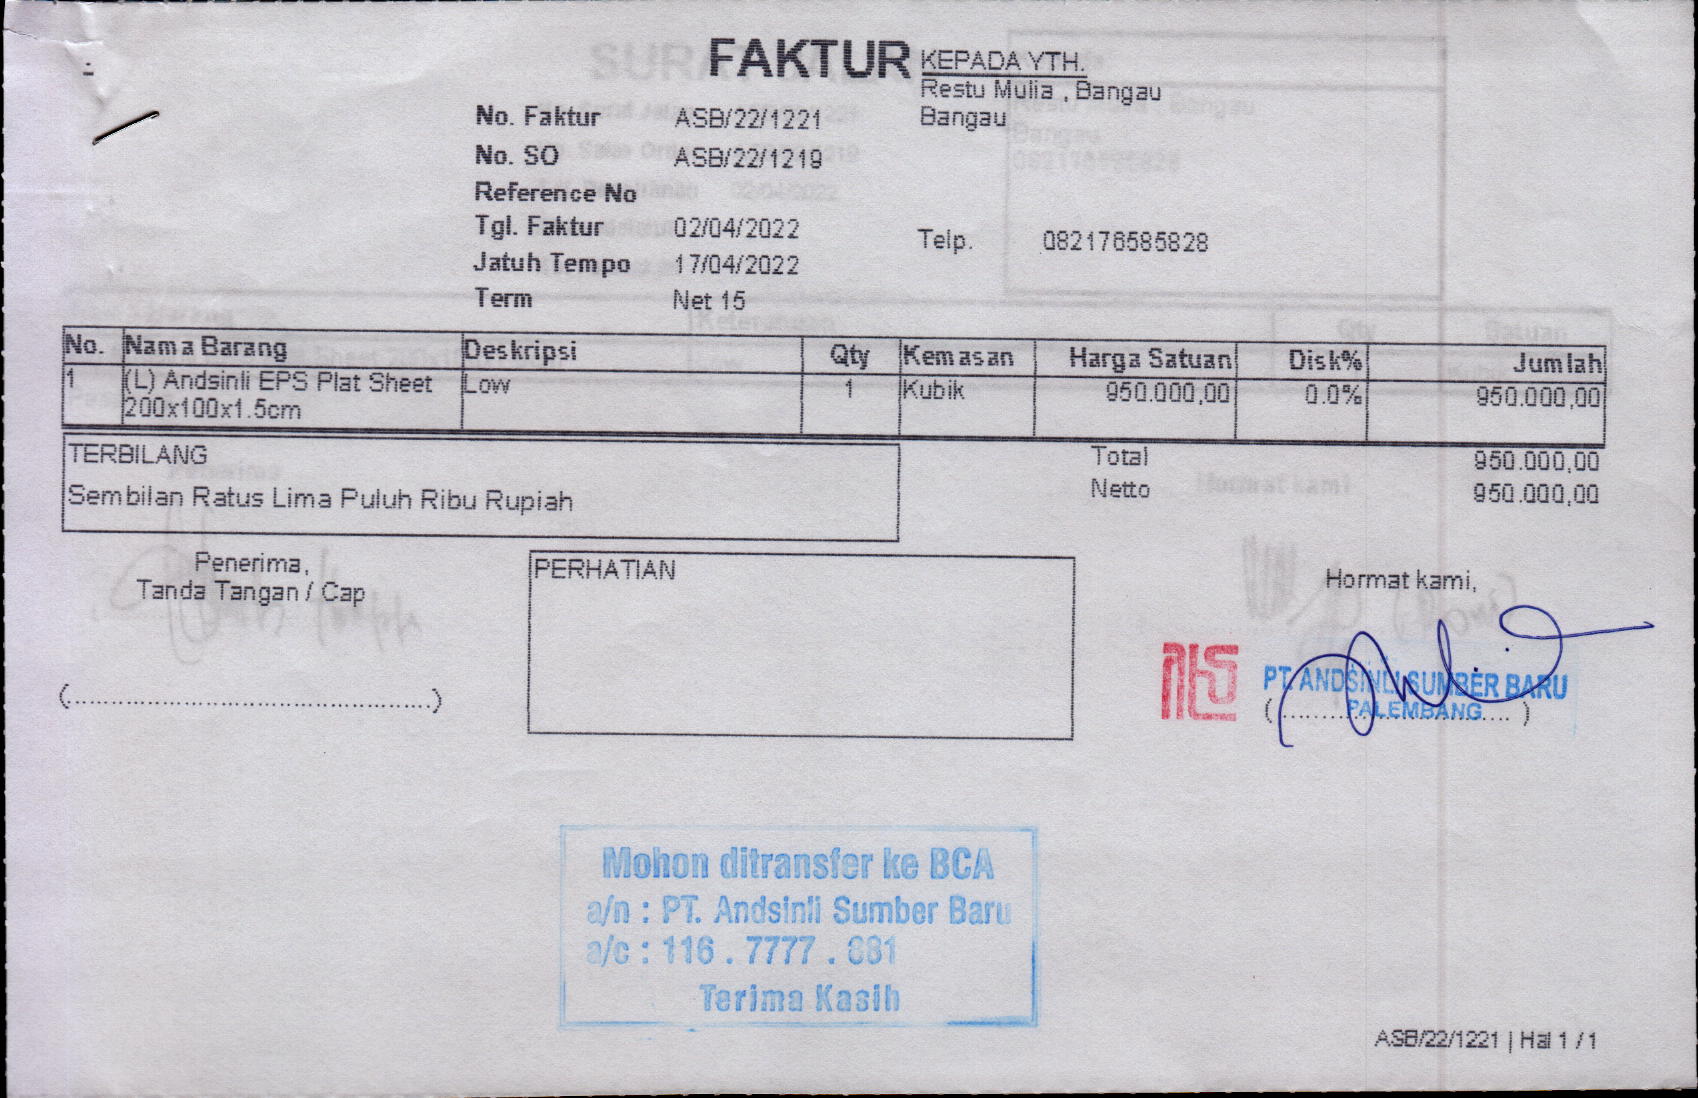 FAKTUR
KEPADA YTH.
Restu Mulia , Bangau
Bangau
No. Faktur ASB/22/1221
No. SO ASB/22/1219
Reference No
Tgl. Faktur 02/04/2022
Telp. 082176585828
Jatuh Tempo 17/04/2022
Term Net 15
No. Nama Barang Deskripsi Qty Kemasan Harga Satuan Disk% Jumlah
1 (L) Andsinli EPS Plat Sheet Low 1 Kubik 950.000,00 0.0% 950.000,00
200x100x1.5cm
TERBILANG
Sembilan Ratus Lima Puluh Ribu Rupiah
Total 950.000,00
Netto 950.000,00
Penerima,
Tanda Tangan / Cap
PERHATIAN
Hormat kami,
PT. ANDSINLI SUMBER BARU
PALEMBANG
Mohon ditransfer ke BCA
a/n : PT. Andsinli Sumber Baru
a/c : 116 . 7777 .
Terima Kasih
ASB/22/1221 | Hal 1 / 1